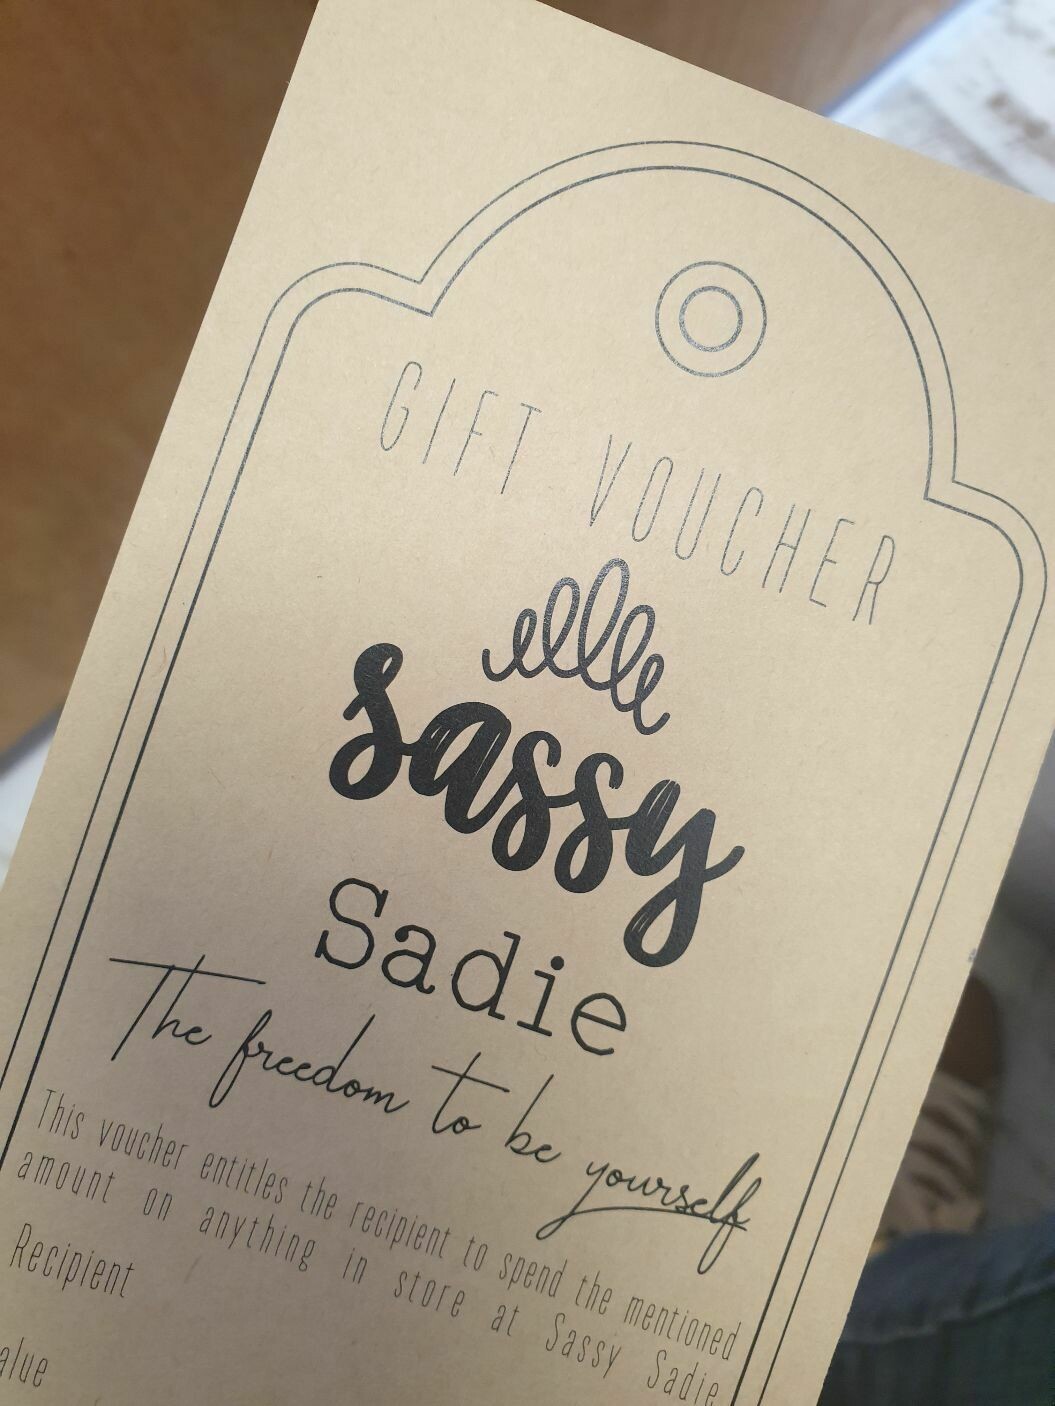 GIFT VOUCHER
sassy
Sadie
The freedom to be yourself
This voucher entitles the recipient to spend the mentioned
amount on anything in store at Sassy Sadie
Recipient
alue